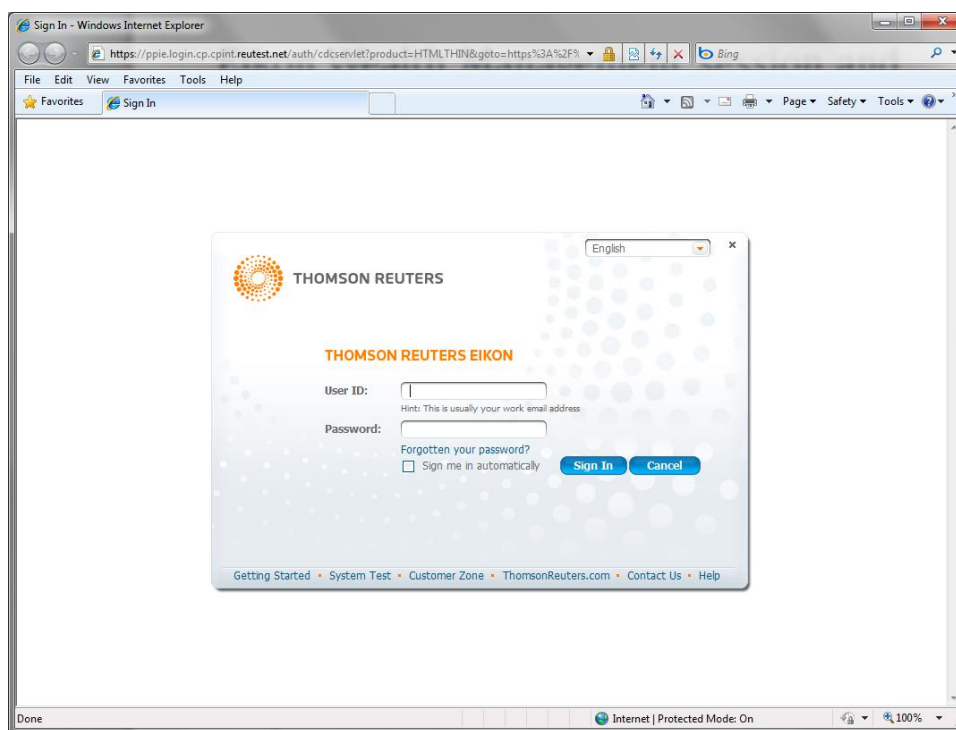 Sign In - Windows Internet Explorer
https://ppie.login.cp.cpint.reutest.net/auth/cdcservlet?product=HTMLTHIN&goto=https%3A%2F% Bing
File Edit View Favorites Tools Help
Favorites Sign In Page Safety Tools
English
THOMSON REUTERS
THOMSON REUTERS EIKON
User ID:
Hint: This is usually your work email address
Password:
Forgotten your password?
Sign me in automatically Sign In Cancel
Getting Started • System Test • Customer Zone • ThomsonReuters.com • Contact Us • Help
Done Internet | Protected Mode: On 100%